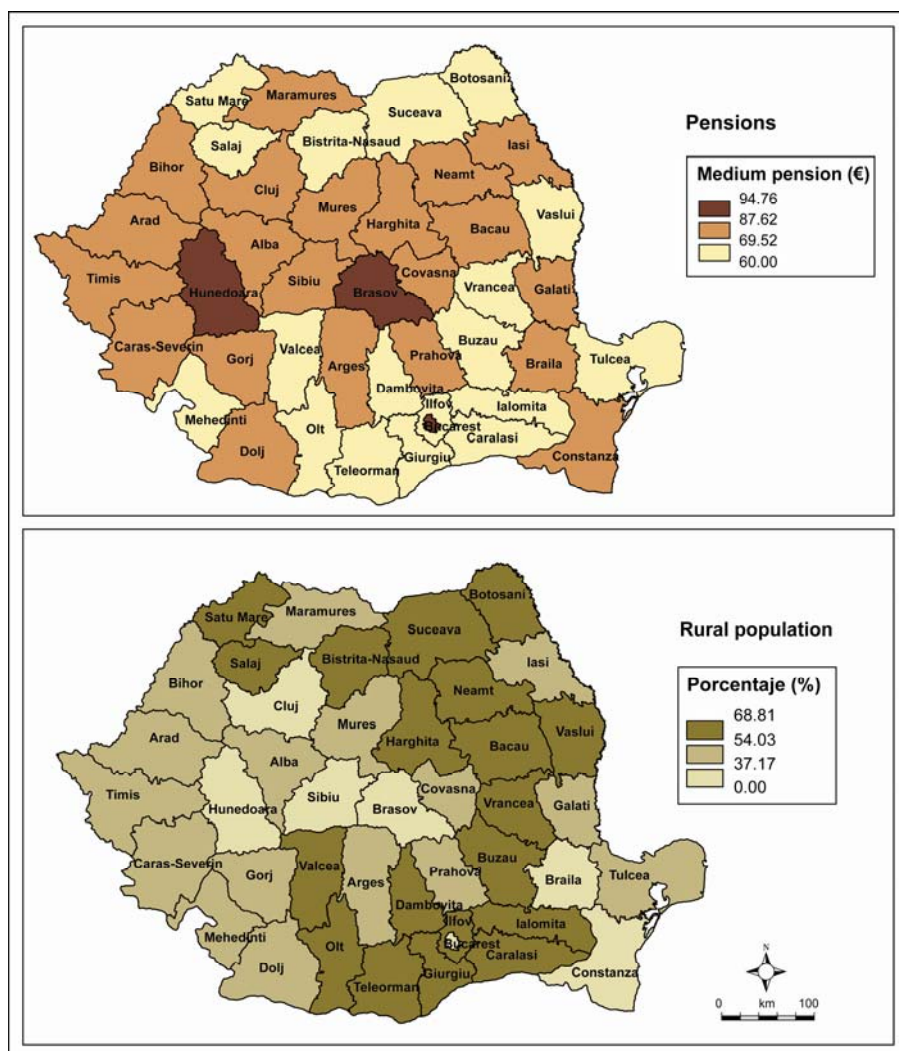 Botosani
Satu Mare
Maramures
Suceava
Salaj
Bistrita-Nasaud
Iasi
Bihor
Cluj
Neamt
Mures
Harghita
Vaslui
Arad
Alba
Bacau
Timis
Hunedoara
Sibiu
Brasov
Covasna
Vrancea
Galati
Caras-Severin
Gorj
Valcea
Arges
Prahova
Buzau
Braila
Tulcea
Dambovita
Mehedinti
Olt
Ilfov
Ialomita
Bucarest
Caralasi
Dolj
Teleorman
Giurgiu
Constanza
Pensions
Medium pension (€)
94.76
87.62
69.52
60.00
Botosani
Satu Mare
Maramures
Suceava
Salaj
Bistrita-Nasaud
Iasi
Bihor
Cluj
Neamt
Mures
Harghita
Vaslui
Arad
Alba
Bacau
Timis
Hunedoara
Sibiu
Brasov
Covasna
Vrancea
Galati
Caras-Severin
Gorj
Valcea
Arges
Prahova
Buzau
Braila
Tulcea
Dambovita
Mehedinti
Olt
Ilfov
Ialomita
Bucarest
Caralasi
Dolj
Teleorman
Giurgiu
Constanza
Rural population
Porcentaje (%)
68.81
54.03
37.17
0.00
N
0 km 100